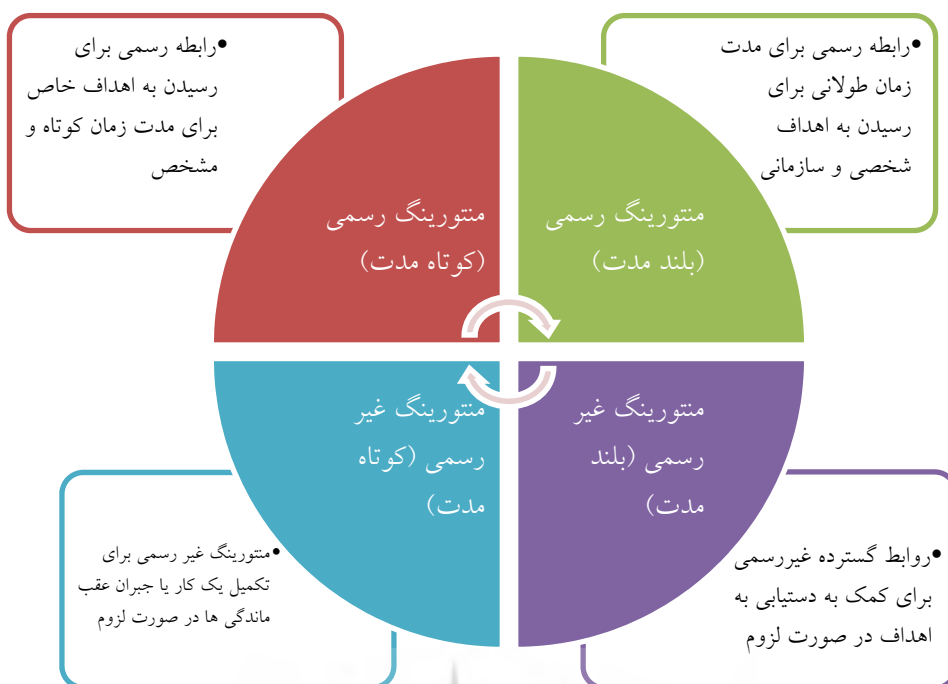 •رابطه رسمی برای مدت
زمان طولانی برای
رسیدن به اهداف
شخصی و سازمانی
•رابطه رسمی برای
رسیدن به اهداف خاص
برای مدت زمان کوتاه و
مشخص
منتورینگ رسمی
(بلند مدت)
منتورینگ رسمی
(کوتاه مدت)
منتورینگ غیر
رسمی (بلند
مدت)
منتورینگ غیر
رسمی (کوتاه
مدت)
•روابط گسترده غیررسمی
برای کمک به دستیابی به
اهداف در صورت لزوم
•منتورینگ غیر رسمی برای
تکمیل یک کار یا جبران عقب
ماندگی ها در صورت لزوم